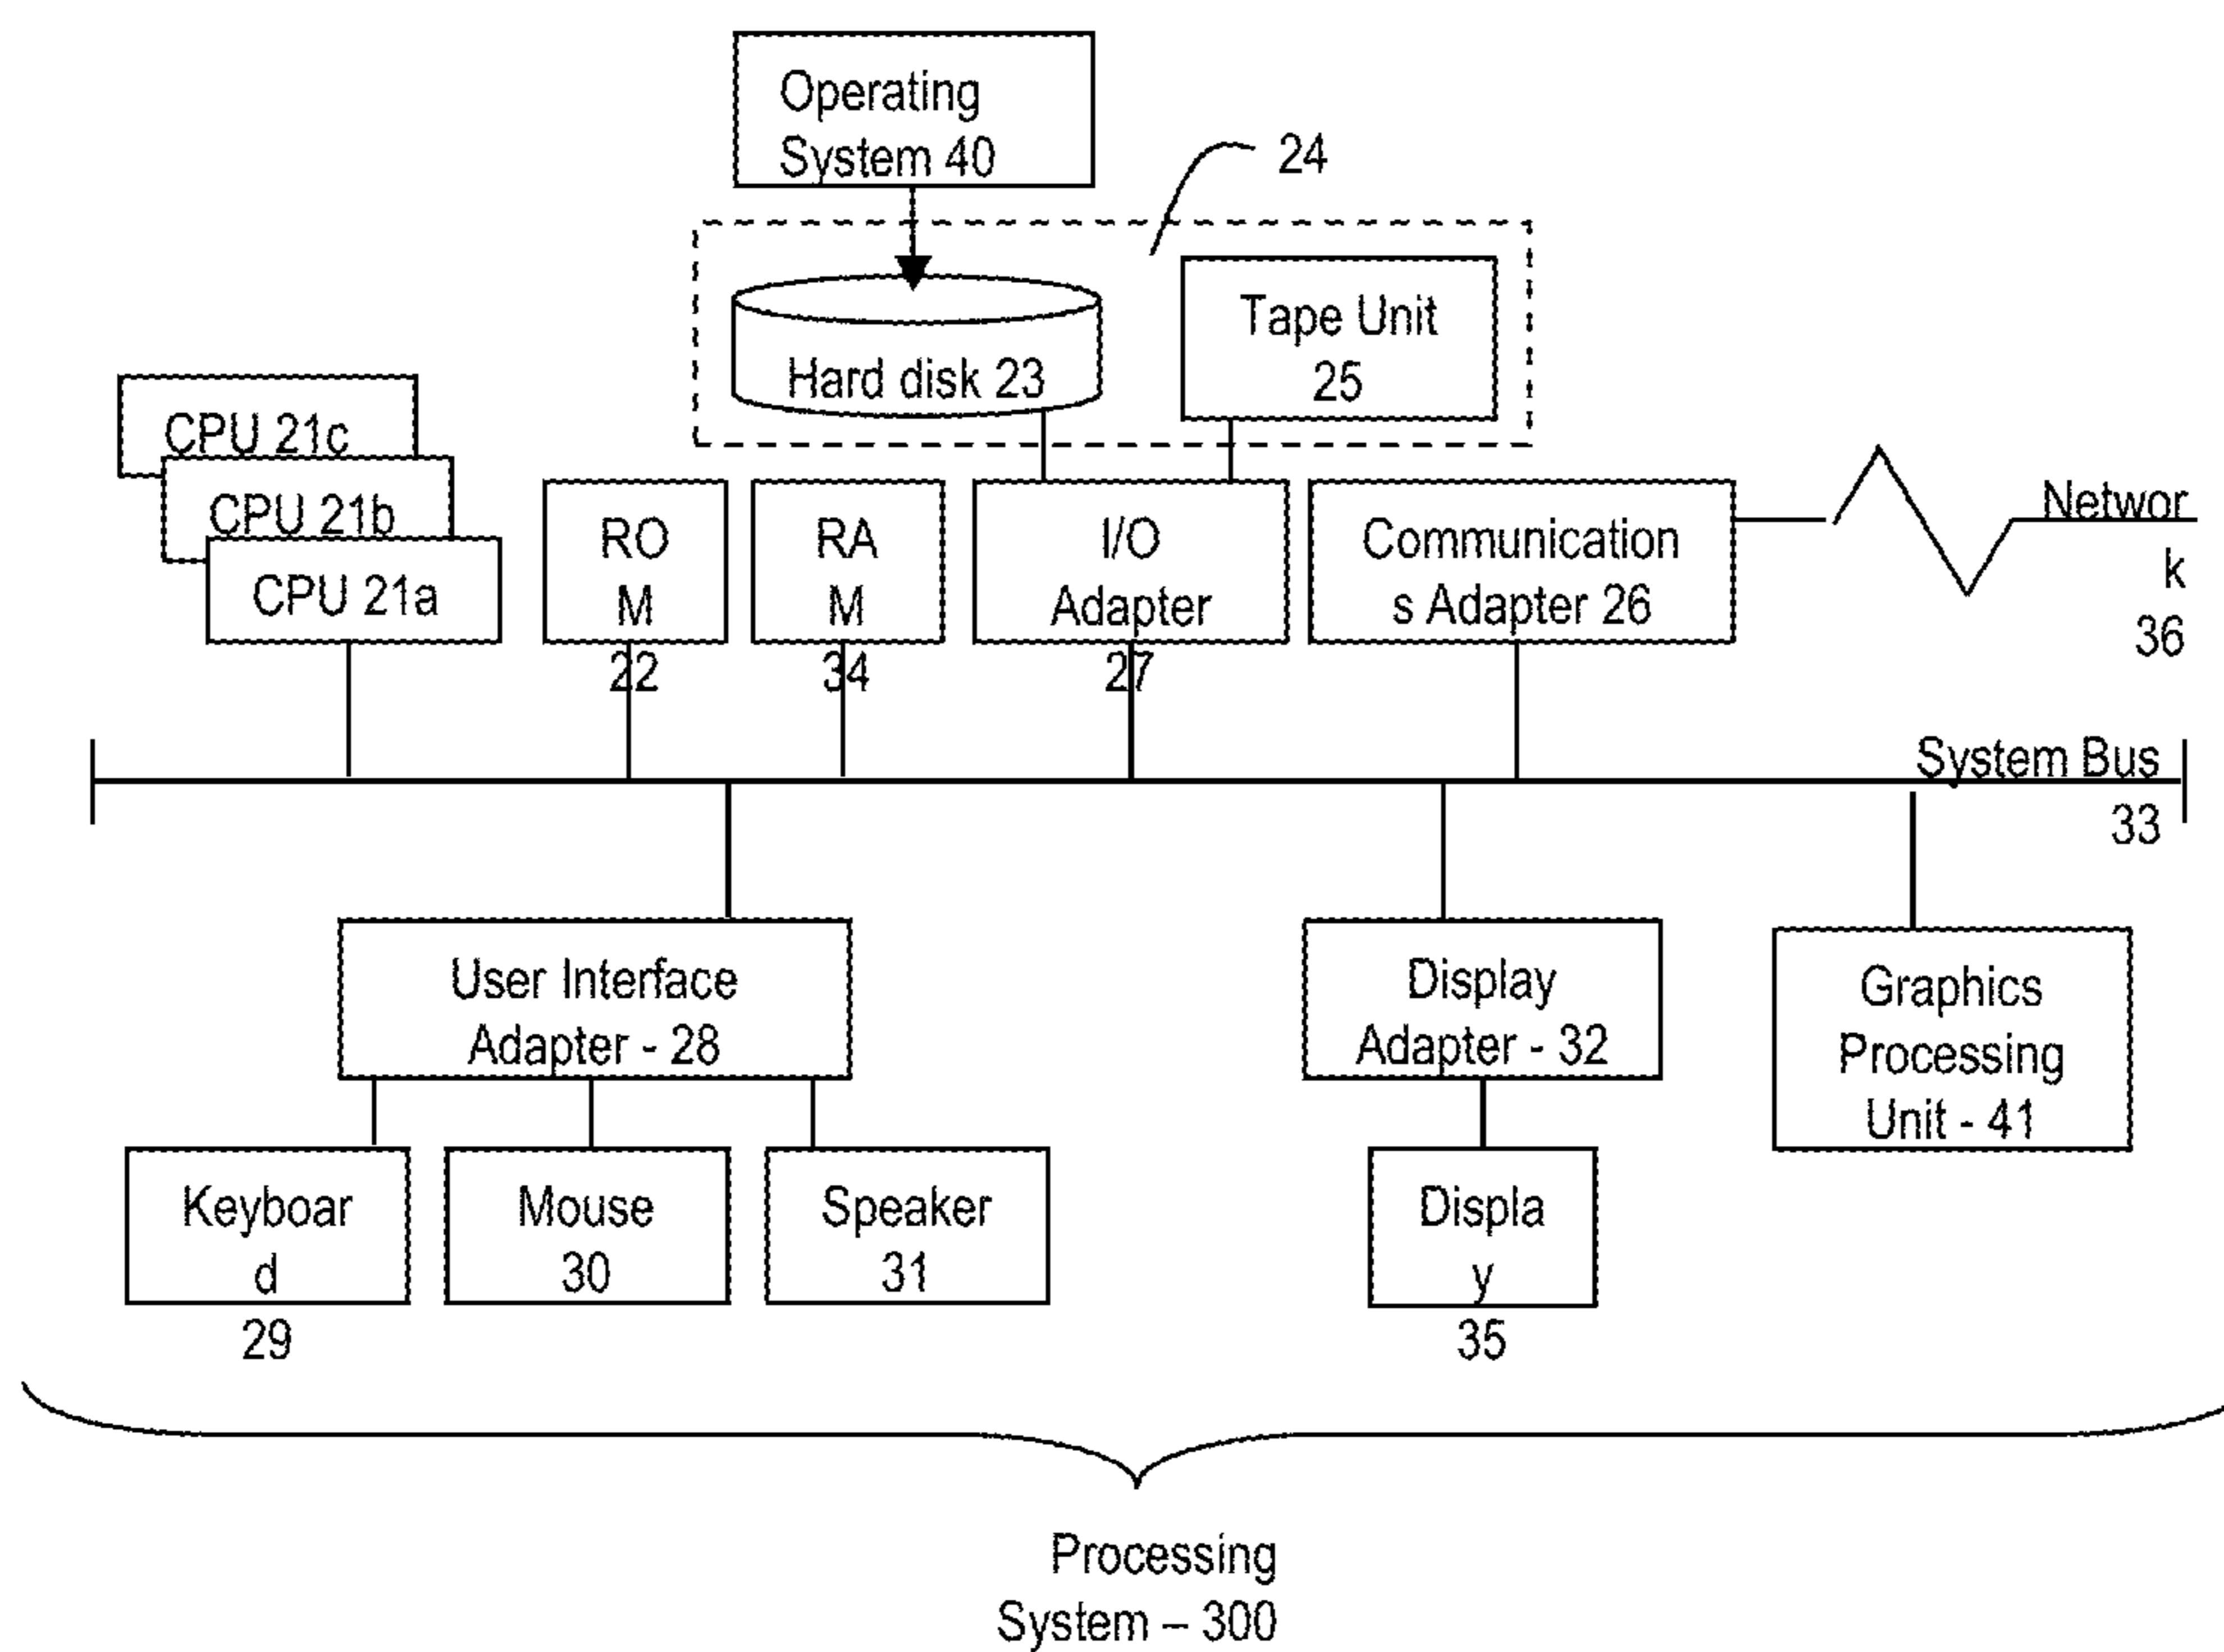 Operating
System 40
24
Hard disk 23
Tape Unit
25
CPU 21c
CPU 21b
CPU 21a
RO
M
22
RA
M
34
I/O
Adapter
27
Communication
s Adapter 26
Networ
k
36
System Bus
33
User Interface
Adapter - 28
Display
Adapter - 32
Graphics
Processing
Unit - 41
Keyboar
d
29
Mouse
30
Speaker
31
Displa
y
35
Processing
System – 300